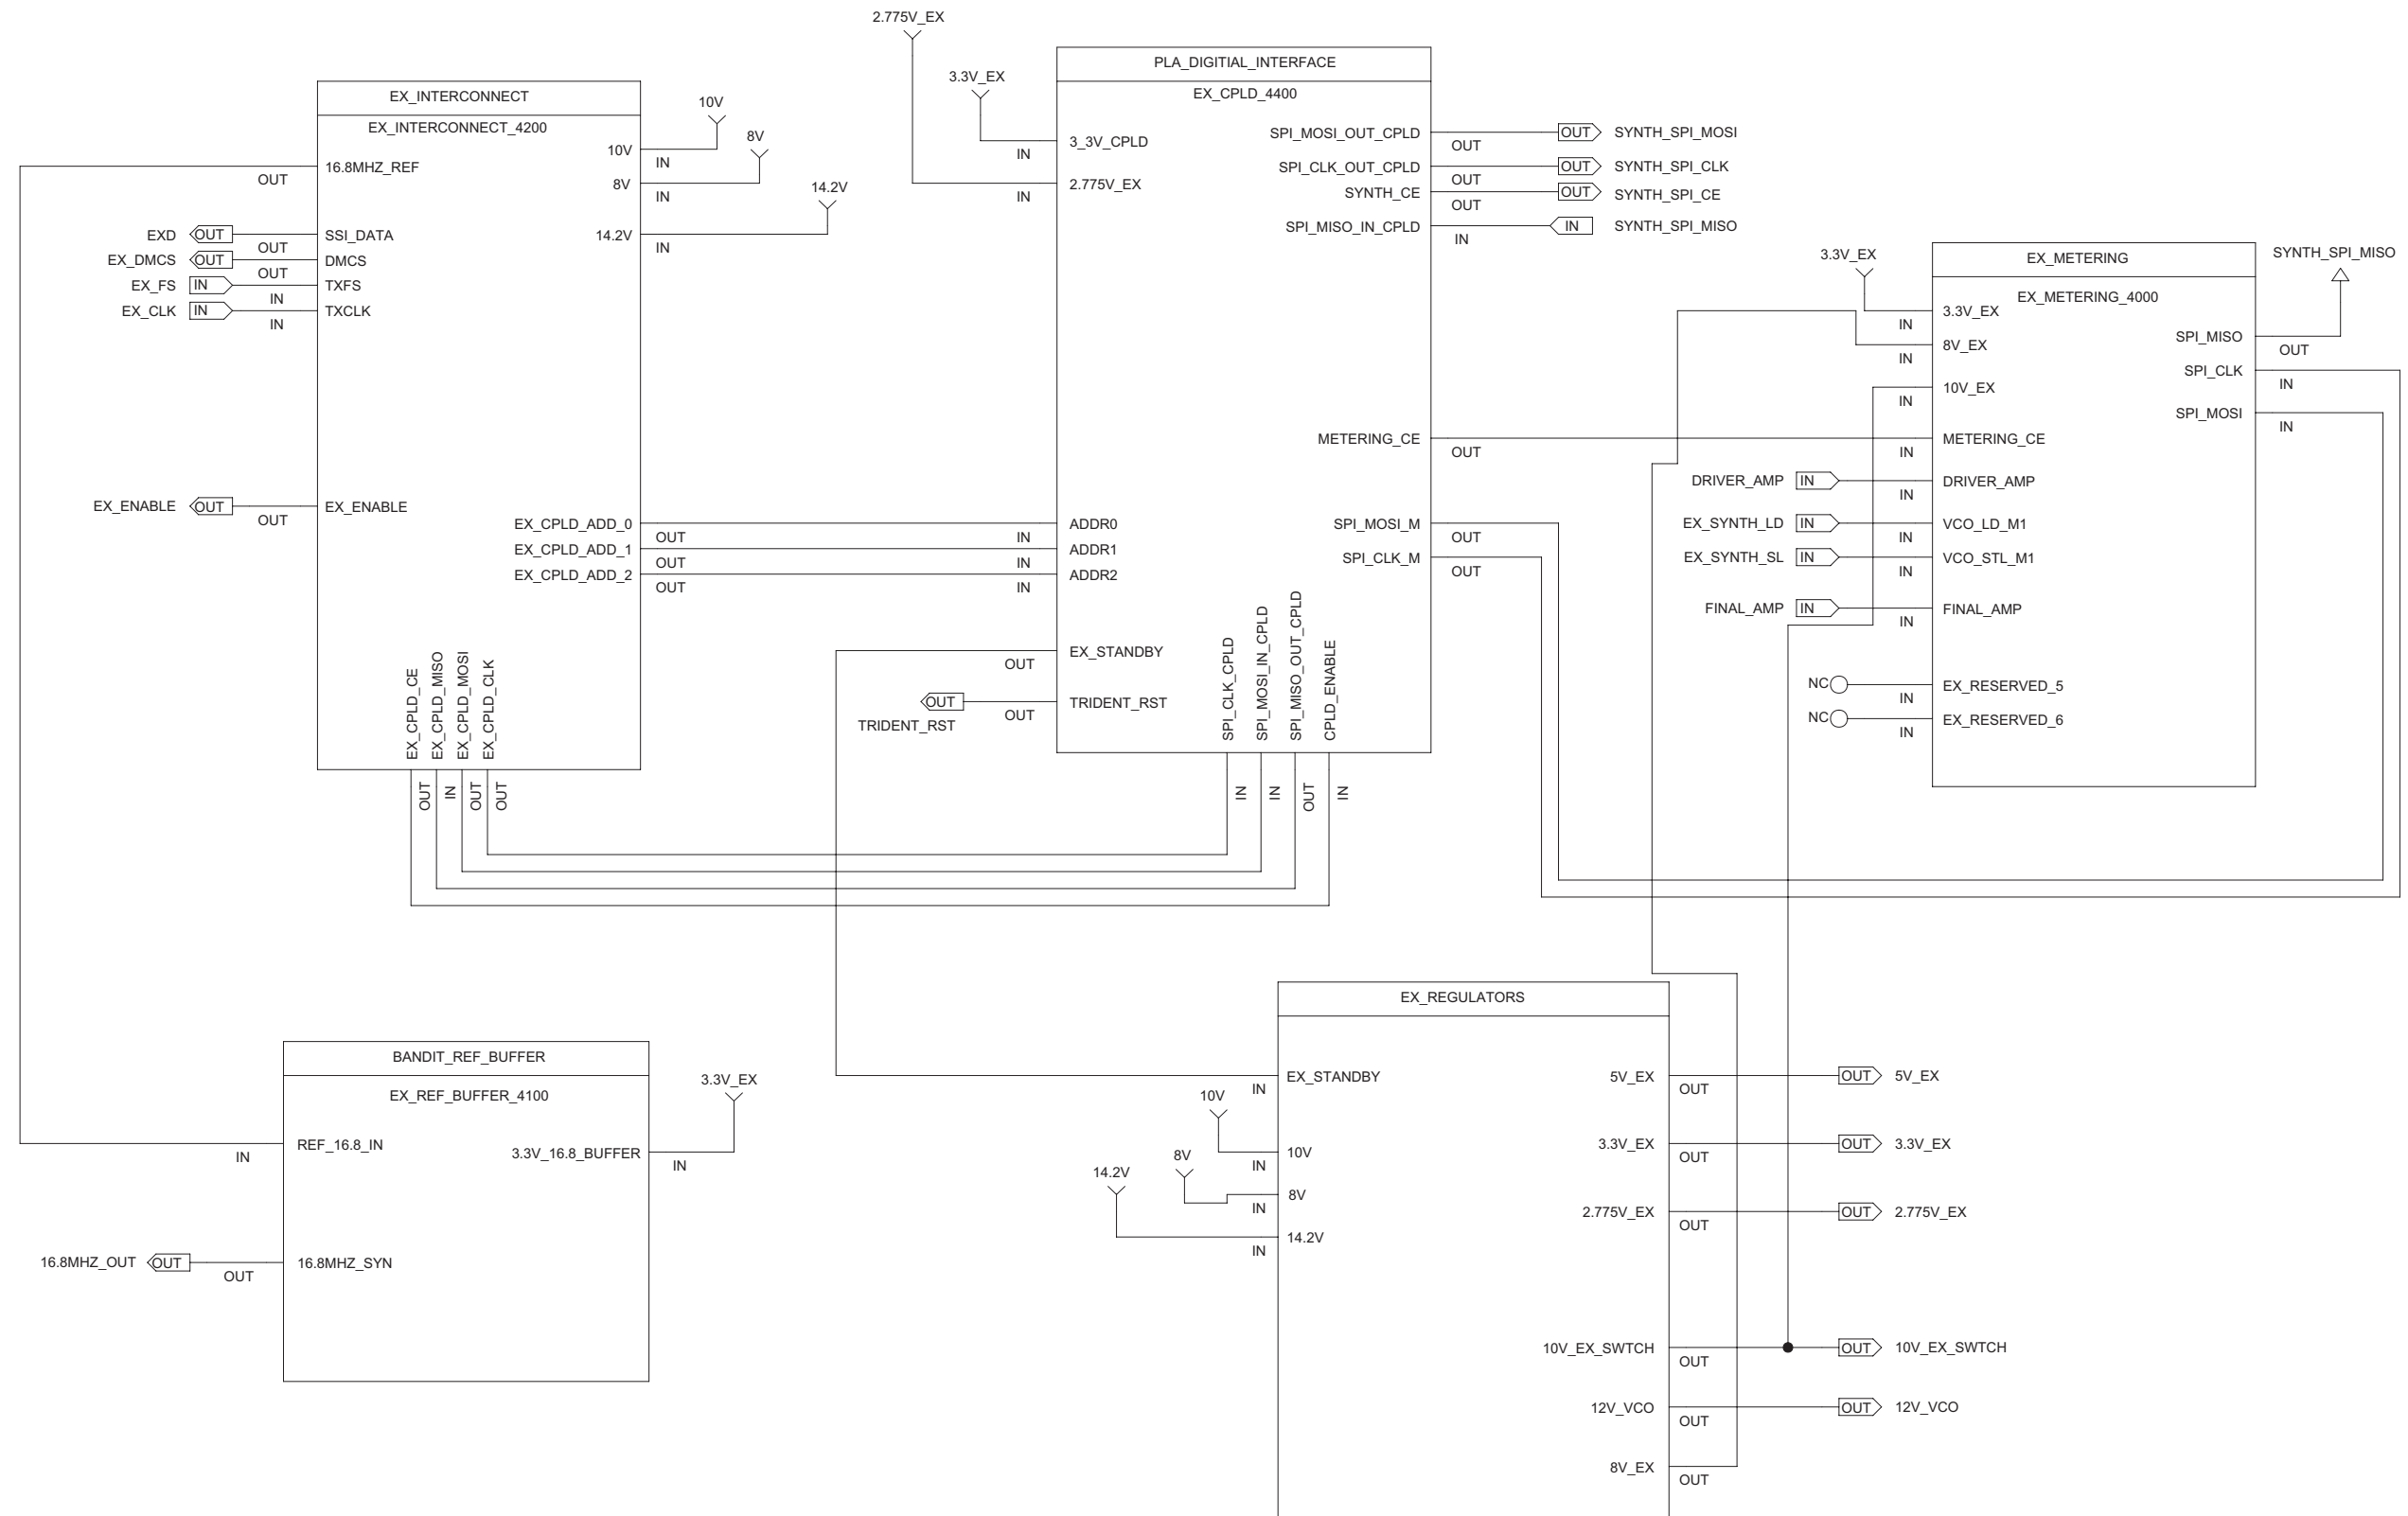 2.775V_EX
3.3V_EX
EX_INTERCONNECT
EX_INTERCONNECT_4200
16.8MHZ_REF
OUT
10V
IN
10V
8V
IN
8V
14.2V
IN
14.2V
EXD OUT
OUT
SSI_DATA
EX_DMCS OUT
OUT
DMCS
EX_FS IN
IN
TXFS
EX_CLK IN
IN
TXCLK
EX_ENABLE OUT
OUT
EX_ENABLE
EX_CPLD_ADD_0
OUT
EX_CPLD_ADD_1
OUT
EX_CPLD_ADD_2
OUT
EX_CPLD_CE
EX_CPLD_MISO
EX_CPLD_MOSI
EX_CPLD_CLK
OUT
IN
OUT
OUT
PLA_DIGITIAL_INTERFACE
EX_CPLD_4400
3_3V_CPLD
IN
2.775V_EX
IN
SPI_MOSI_OUT_CPLD
OUT
OUT SYNTH_SPI_MOSI
SPI_CLK_OUT_CPLD
OUT
OUT SYNTH_SPI_CLK
SYNTH_CE
OUT
OUT SYNTH_SPI_CE
SPI_MISO_IN_CPLD
IN
IN SYNTH_SPI_MISO
METERING_CE
OUT
SPI_MOSI_M
OUT
SPI_CLK_M
OUT
IN
ADDR0
IN
ADDR1
IN
ADDR2
EX_STANDBY
OUT
TRIDENT_RST
OUT
OUT
TRIDENT_RST
SPI_CLK_CPLD
SPI_MOSI_IN_CPLD
SPI_MISO_OUT_CPLD
CPLD_ENABLE
IN
IN
OUT
IN
EX_METERING
EX_METERING_4000
3.3V_EX
3.3V_EX
IN
8V_EX
IN
10V_EX
IN
METERING_CE
IN
DRIVER_AMP IN
DRIVER_AMP
IN
EX_SYNTH_LD IN
VCO_LD_M1
IN
EX_SYNTH_SL IN
VCO_STL_M1
IN
FINAL_AMP IN
FINAL_AMP
IN
NC
EX_RESERVED_5
IN
NC
EX_RESERVED_6
IN
SYNTH_SPI_MISO
SPI_MISO
OUT
SPI_CLK
IN
SPI_MOSI
IN
BANDIT_REF_BUFFER
EX_REF_BUFFER_4100
REF_16.8_IN
IN
3.3V_16.8_BUFFER
IN
3.3V_EX
16.8MHZ_OUT OUT
OUT
16.8MHZ_SYN
EX_REGULATORS
EX_STANDBY
IN
10V
10V
IN
8V
8V
IN
14.2V
14.2V
IN
5V_EX
OUT
OUT 5V_EX
3.3V_EX
OUT
OUT 3.3V_EX
2.775V_EX
OUT
OUT 2.775V_EX
10V_EX_SWTCH
OUT
OUT 10V_EX_SWTCH
12V_VCO
OUT
OUT 12V_VCO
8V_EX
OUT